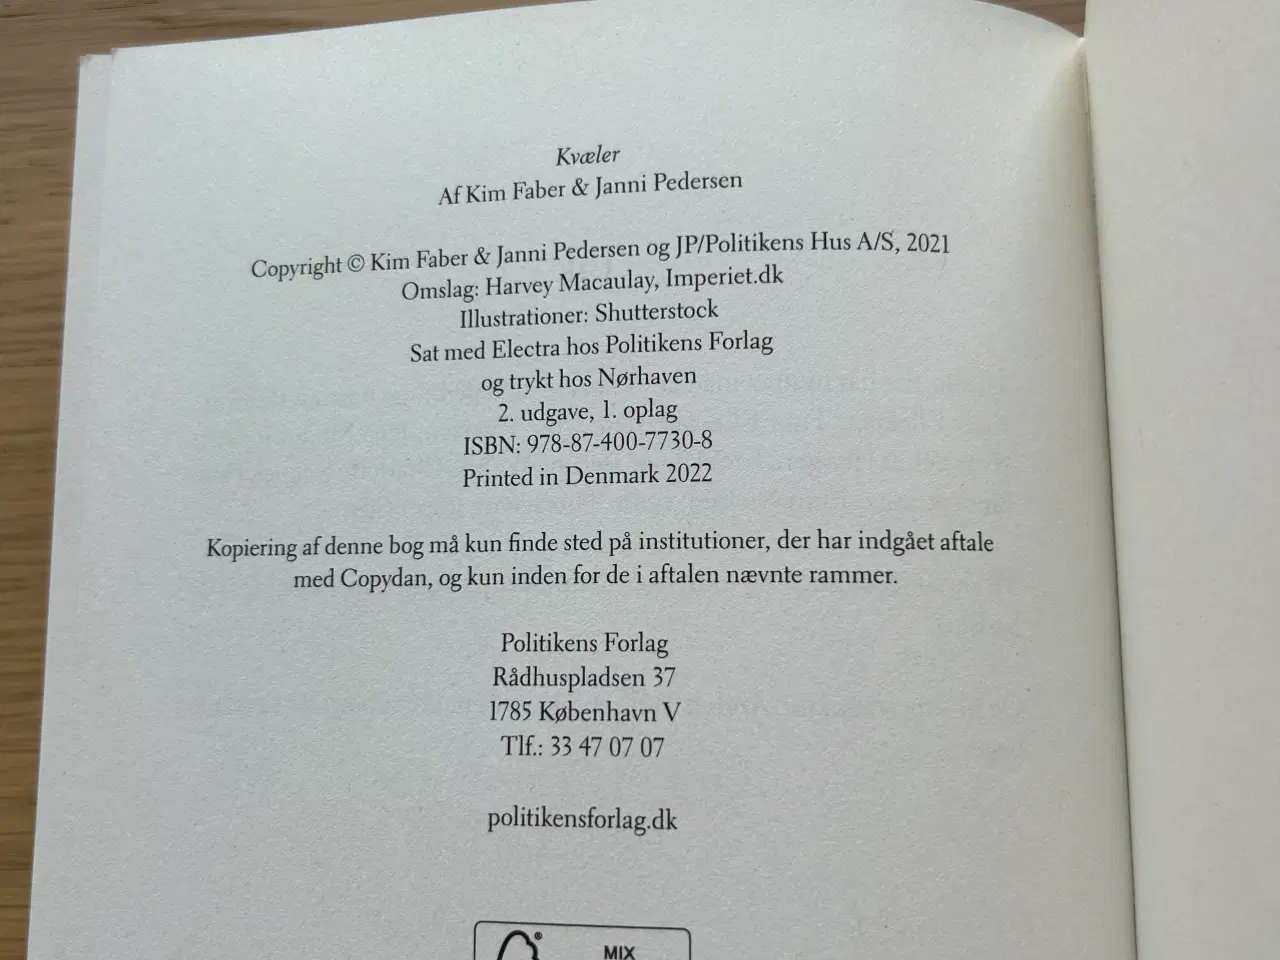 Kvæler
Af Kim Faber & Janni Pedersen
Copyright © Kim Faber & Janni Pedersen og JP/Politikens Hus A/S, 2021
Omslag: Harvey Macaulay, Imperiet.dk
Illustrationer: Shutterstock
Sat med Electra hos Politikens Forlag
og trykt hos Nørhaven
2. udgave, 1. oplag
ISBN: 978-87-400-7730-8
Printed in Denmark 2022
Kopiering af denne bog må kun finde sted på institutioner, der har indgået aftale
med Copydan, og kun inden for de i aftalen nævnte rammer.
Politikens Forlag
Rådhuspladsen 37
1785 København V
Tlf.: 33 47 07 07
politikensforlag.dk
® MIX